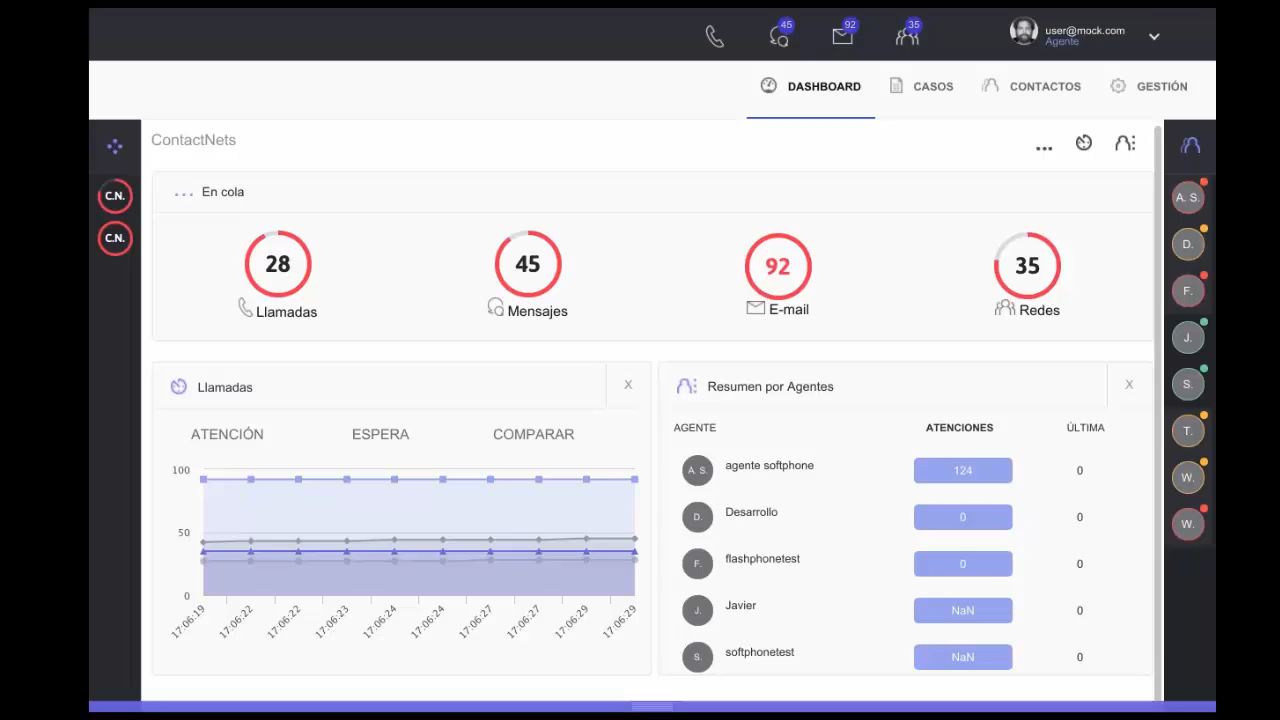 45 92 35
user@mock.com
Agente
DASHBOARD CASOS CONTACTOS GESTIÓN
ContactNets
...
C.N.
C.N.
... En cola
28 45 92 35
Llamadas Mensajes E-mail Redes
Llamadas X
ATENCIÓN ESPERA COMPARAR
100
50
0
17:06:19 17:06:22 17:06:22 17:06:23 17:06:24 17:06:24 17:06:27 17:06:27 17:06:29 17:06:29
Resumen por Agentes X
AGENTE ATENCIONES ÚLTIMA
A. S. agente softphone 124 0
D. Desarrollo 0 0
F. flashphonetest 0 0
J. Javier NaN 0
S. softphonetest NaN 0
A. S.
D.
F.
J.
S.
T.
W.
W.